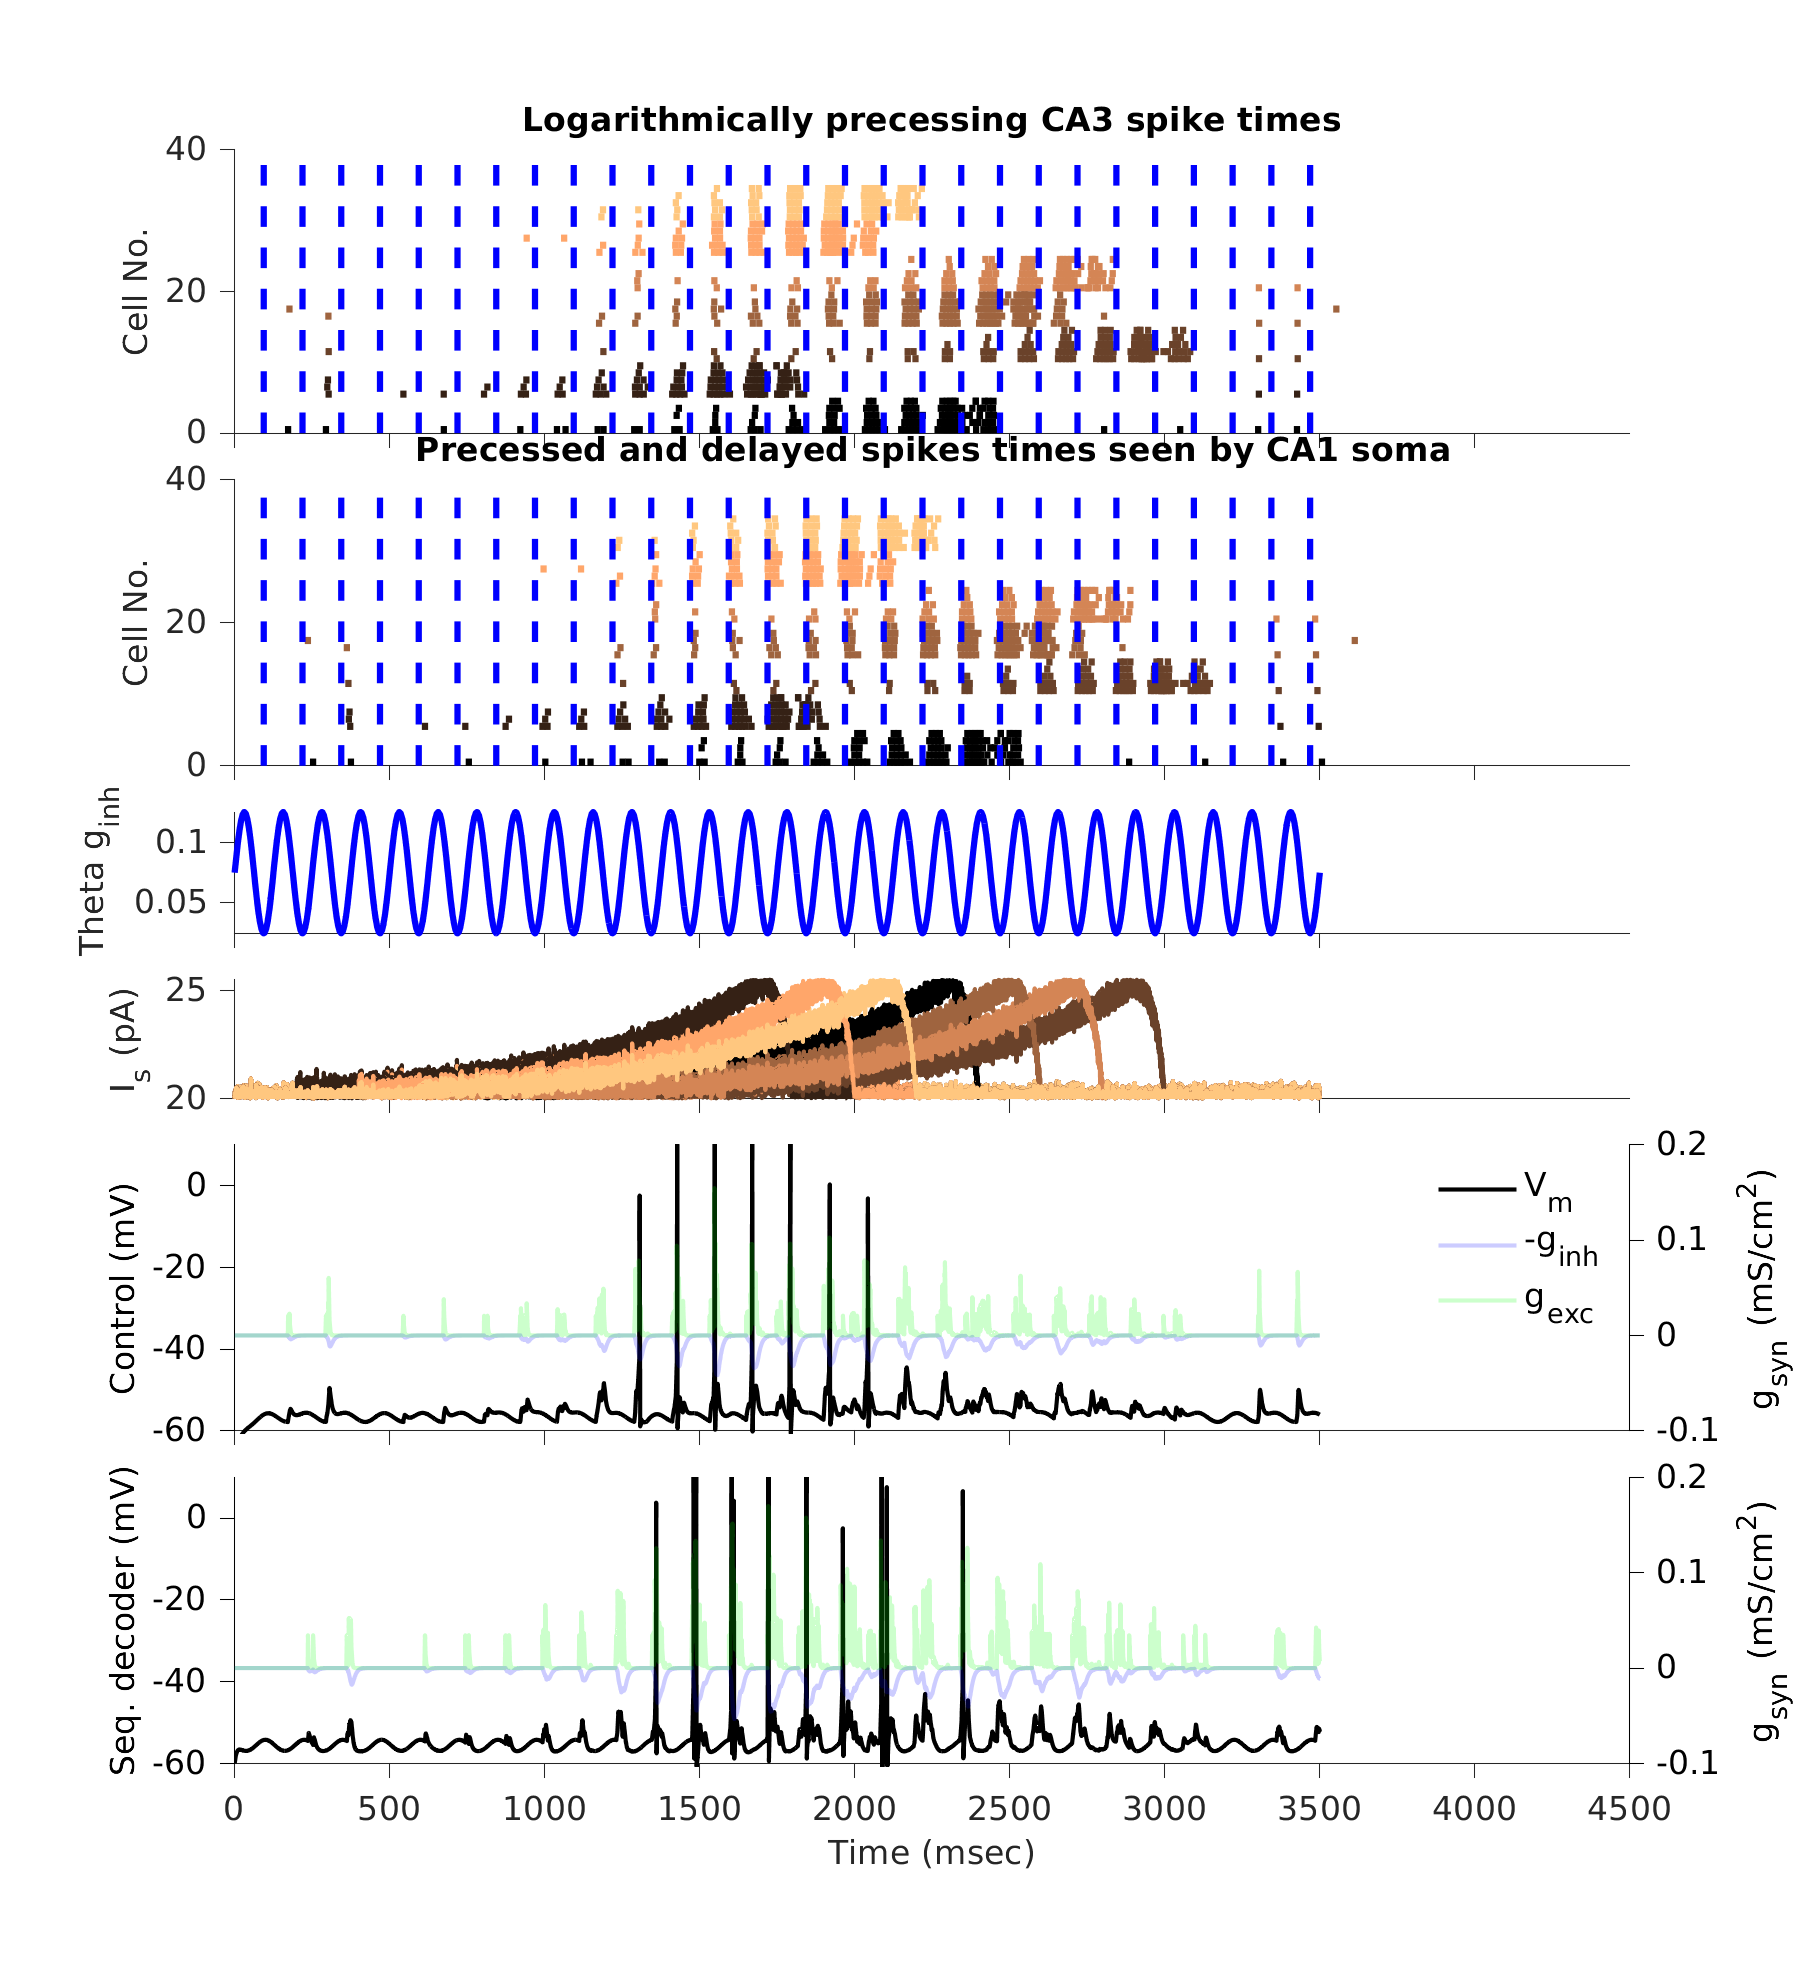 Logarithmically precessing CA3 spike times
40
20
0
Cell No.
Precessed and delayed spikes times seen by CA1 soma
40
20
0
Cell No.
0.1
0.05
Theta g_inh
25
20
I_s (pA)
0
-20
-40
-60
Control (mV)
V_m
-g_inh
g_exc
0.2
0.1
0
-0.1
g_syn (mS/cm²)
0
-20
-40
-60
Seq. decoder (mV)
0.2
0.1
0
-0.1
g_syn (mS/cm²)
0 500 1000 1500 2000 2500 3000 3500 4000 4500
Time (msec)